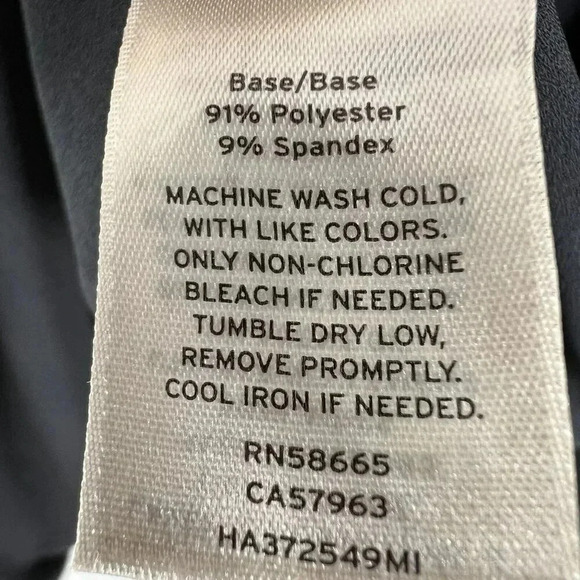 Base/Base
91% Polyester
9% Spandex
MACHINE WASH COLD,
WITH LIKE COLORS.
ONLY NON-CHLORINE
BLEACH IF NEEDED.
TUMBLE DRY LOW,
REMOVE PROMPTLY.
COOL IRON IF NEEDED.
RN58665
CA57963
HA372549MI